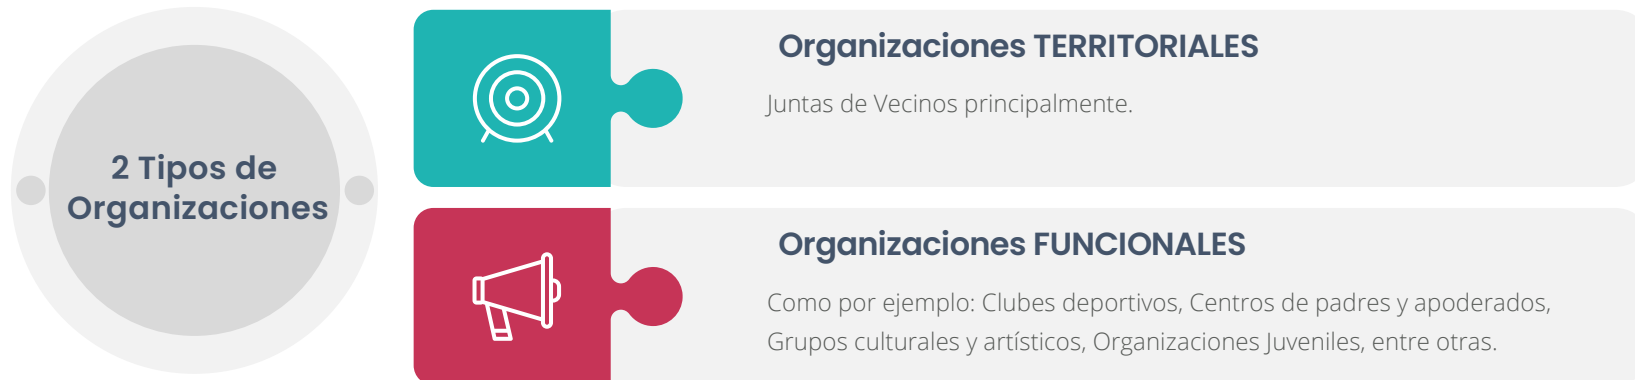 2 Tipos de
Organizaciones
Organizaciones TERRITORIALES
Juntas de Vecinos principalmente.
Organizaciones FUNCIONALES
Como por ejemplo: Clubes deportivos, Centros de padres y apoderados,
Grupos culturales y artísticos, Organizaciones Juveniles, entre otras.